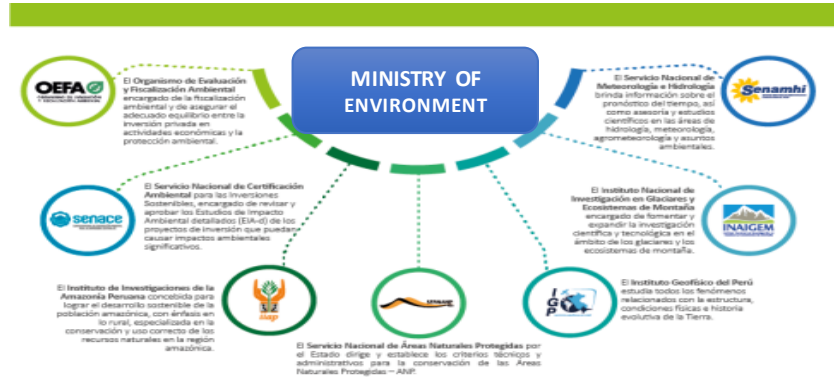 MINISTRY OF
ENVIRONMENT
OEFA
El Organismo de Evaluación
y Fiscalización Ambiental
encargado de la fiscalización
ambiental y de asegurar el
adecuado equilibrio entre la
inversión privada en
actividades económicas y la
protección ambiental.
senace
El Servicio Nacional de Certificación
Ambiental para las Inversiones
Sostenibles, encargado de revisar y
aprobar los Estudios de Impacto
Ambiental detallados (EIA-d) de los
proyectos de inversión que puedan
causar impactos ambientales
significativos.
El Instituto de Investigaciones de la
Amazonía Peruana concebida para
lograr el desarrollo sostenible de la
población amazónica, con énfasis en
lo rural, especializada en la
conservación y uso correcto de los
recursos naturales en la región
amazónica.
iiap
El Servicio Nacional de Áreas Naturales Protegidas por
el Estado dirige y establece los criterios técnicos y
administrativos para la conservación de las Áreas
Naturales Protegidas – ANP.
IGP
El Instituto Geofísico del Perú
estudia todos los fenómenos
relacionados con la estructura,
condiciones físicas e historia
evolutiva de la Tierra.
El Instituto Nacional de
Investigación en Glaciares y
Ecosistemas de Montaña
encargado de fomentar y
expandir la investigación
científica y tecnológica en el
ámbito de los glaciares y los
ecosistemas de montaña.
INAIGEM
El Servicio Nacional de
Meteorología e Hidrología
brinda información sobre el
pronóstico del tiempo, así
como asesoría y estudios
científicos en las áreas de
hidrología, meteorología,
agrometeorología y asuntos
ambientales.
Senamhi